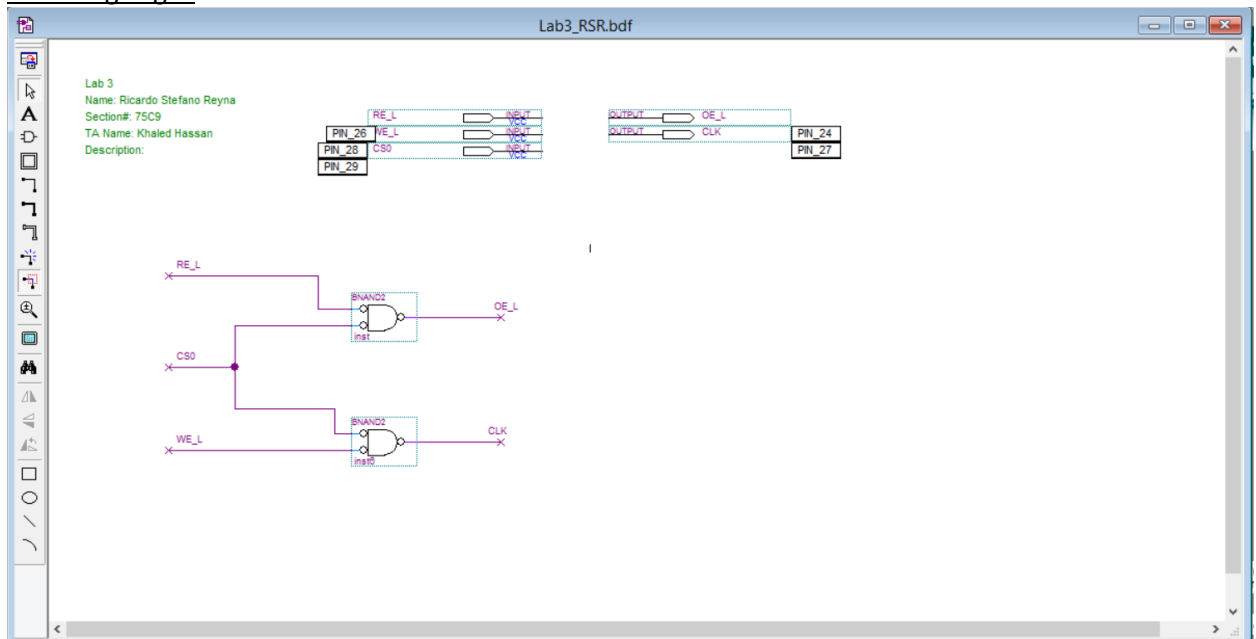 Lab3_RSR.bdf
Lab 3
Name: Ricardo Stefano Reyna
Section#: 75C9
TA Name: Khaled Hassan
Description:
RE_L INPUT VCC
PIN_26 WE_L INPUT VCC
PIN_28 CS0 INPUT VCC
PIN_29
OUTPUT OE_L
OUTPUT CLK PIN_24
PIN_27
RE_L
BNAND2
OE_L
inst
CS0
BNAND2
CLK
WE_L
inst6